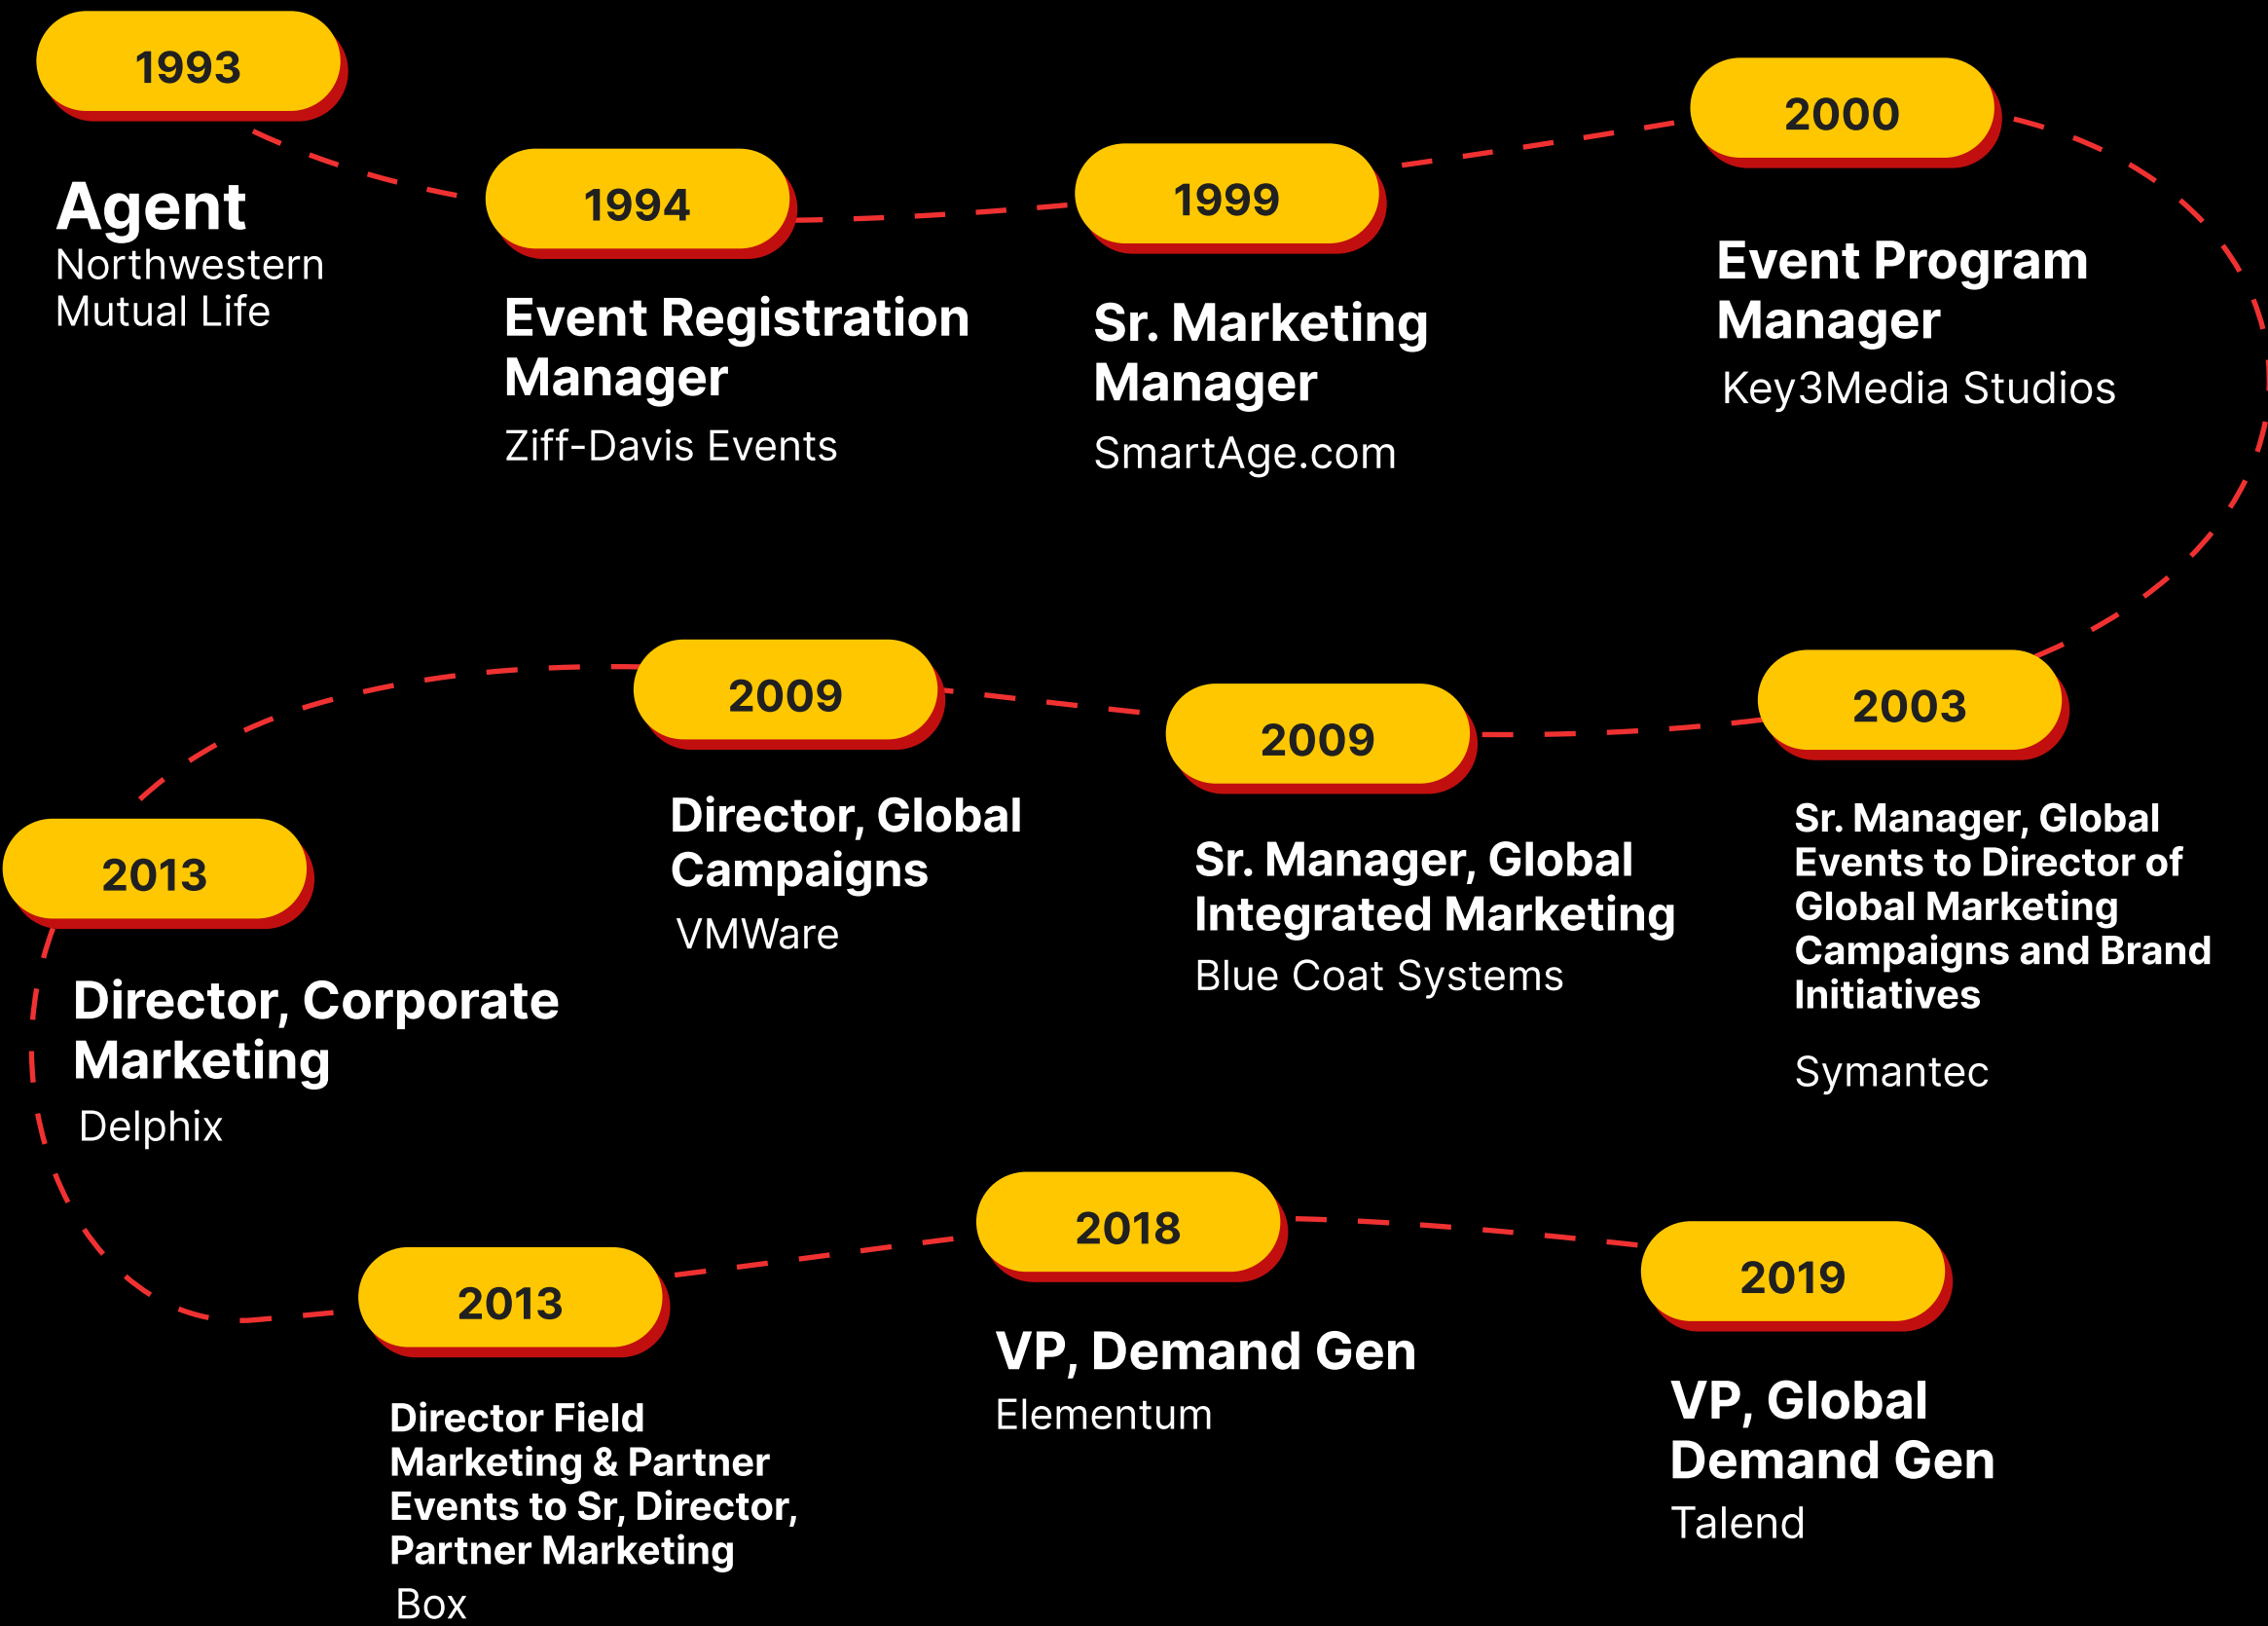 1993
Agent
Northwestern
Mutual Life
1994
Event Registration
Manager
Ziff-Davis Events
1999
Sr. Marketing
Manager
SmartAge.com
2000
Event Program
Manager
Key3Media Studios
2003
Sr. Manager, Global
Events to Director of
Global Marketing
Campaigns and Brand
Initiatives
Symantec
2009
Sr. Manager, Global
Integrated Marketing
Blue Coat Systems
2009
Director, Global
Campaigns
VMWare
2013
Director, Corporate
Marketing
Delphix
2013
Director Field
Marketing & Partner
Events to Sr, Director,
Partner Marketing
Box
2018
VP, Demand Gen
Elementum
2019
VP, Global
Demand Gen
Talend